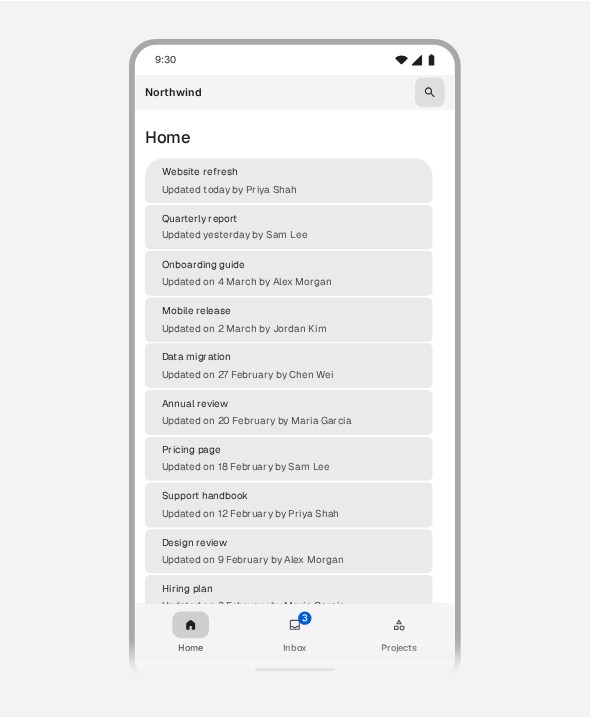 9:30
Northwind
Home
Website refresh
Updated today by Priya Shah
Quarterly report
Updated yesterday by Sam Lee
Onboarding guide
Updated on 4 March by Alex Morgan
Mobile release
Updated on 2 March by Jordan Kim
Data migration
Updated on 27 February by Chen Wei
Annual review
Updated on 20 February by Maria Garcia
Pricing page
Updated on 18 February by Sam Lee
Support handbook
Updated on 12 February by Priya Shah
Design review
Updated on 9 February by Alex Morgan
Hiring plan
3
Home
Inbox
Projects